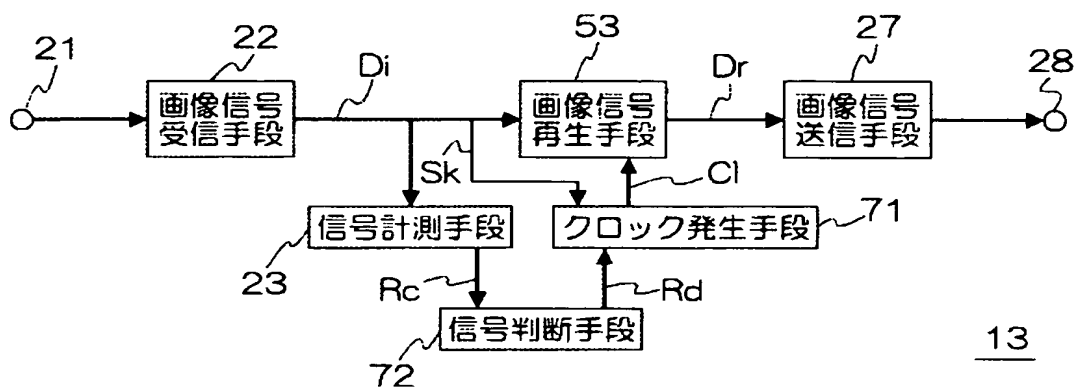 21
22
Di
53
Dr
27
28
画像信号
受信手段
画像信号
再生手段
画像信号
送信手段
Sk
Cl
信号計測手段
クロック発生手段
71
23
Rc
Rd
信号判断手段
72
13